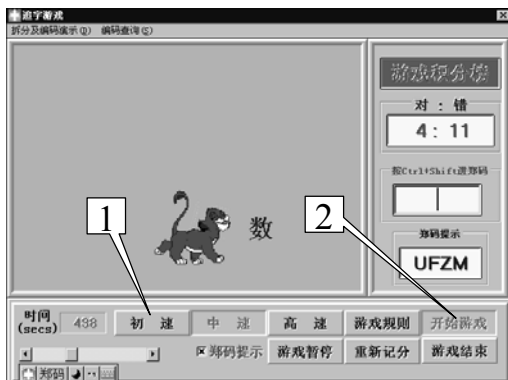 追字游戏
拆分及编码演示(D) 编码查询(S)
游戏积分榜
对 : 错
4 : 11
按Ctrl+Shift进郑码
郑码提示
UFZM
数
1
2
时间
(secs)
498
初 速
中 速
高 速
游戏规则
开始游戏
郑码提示
游戏暂停
重新记分
游戏结束
郑码